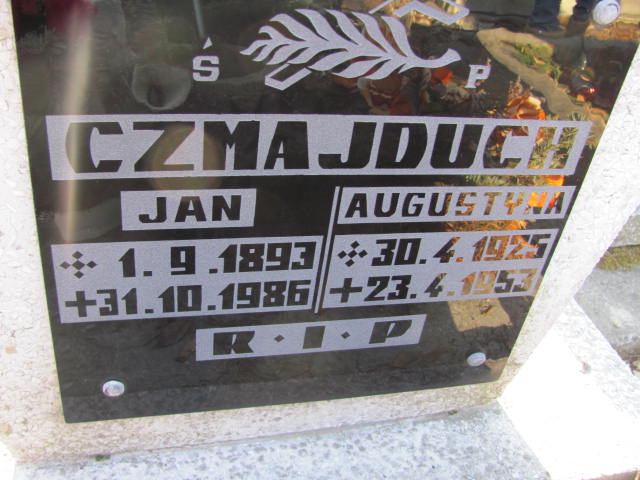 Ś P
CZMAJDUCH
JAN
1.9.1893
+31.10.1986
AUGUSTYNA
30.4.1925
+23.4.1953
R·I·P